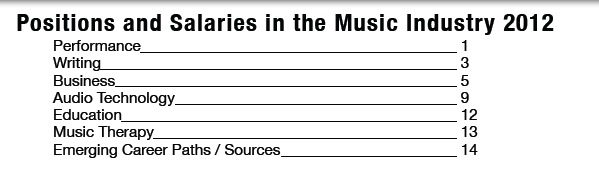 Positions and Salaries in the Music Industry 2012
Performance 1
Writing 3
Business 5
Audio Technology 9
Education 12
Music Therapy 13
Emerging Career Paths / Sources 14